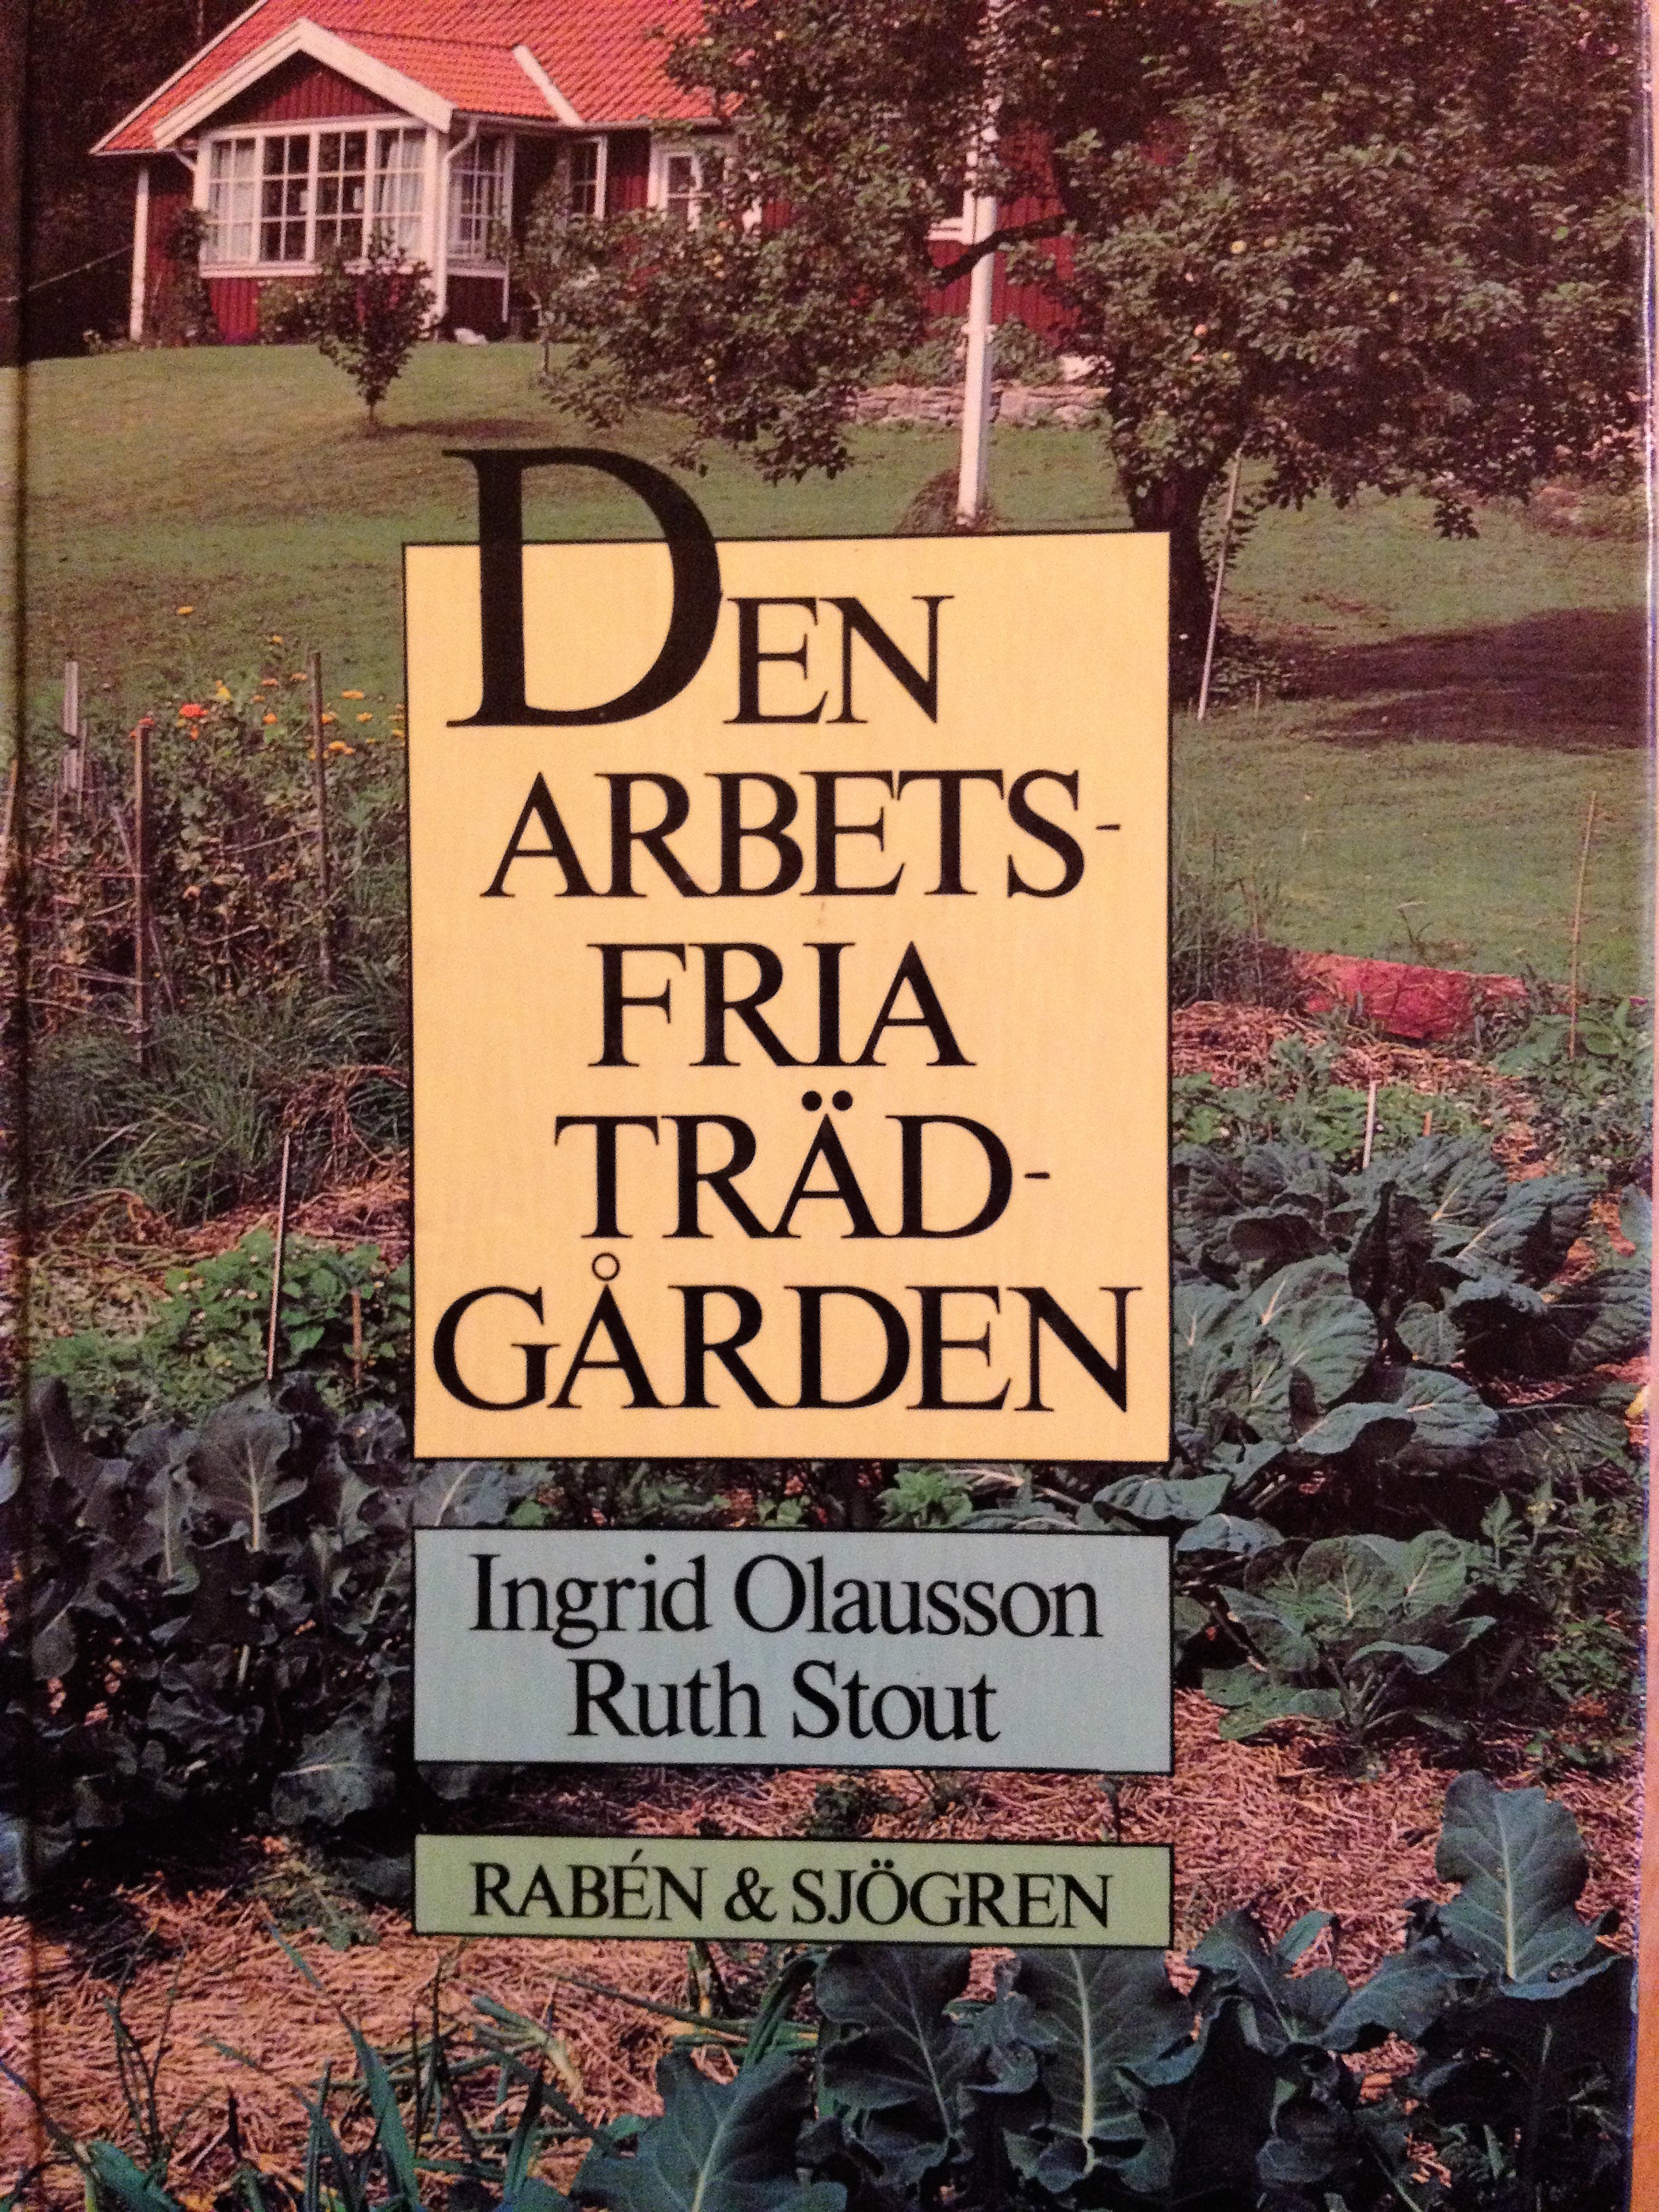 DEN
ARBETS-
FRIA
TRÄD-
GÅRDEN
Ingrid Olausson
Ruth Stout
RABÉN & SJÖGREN